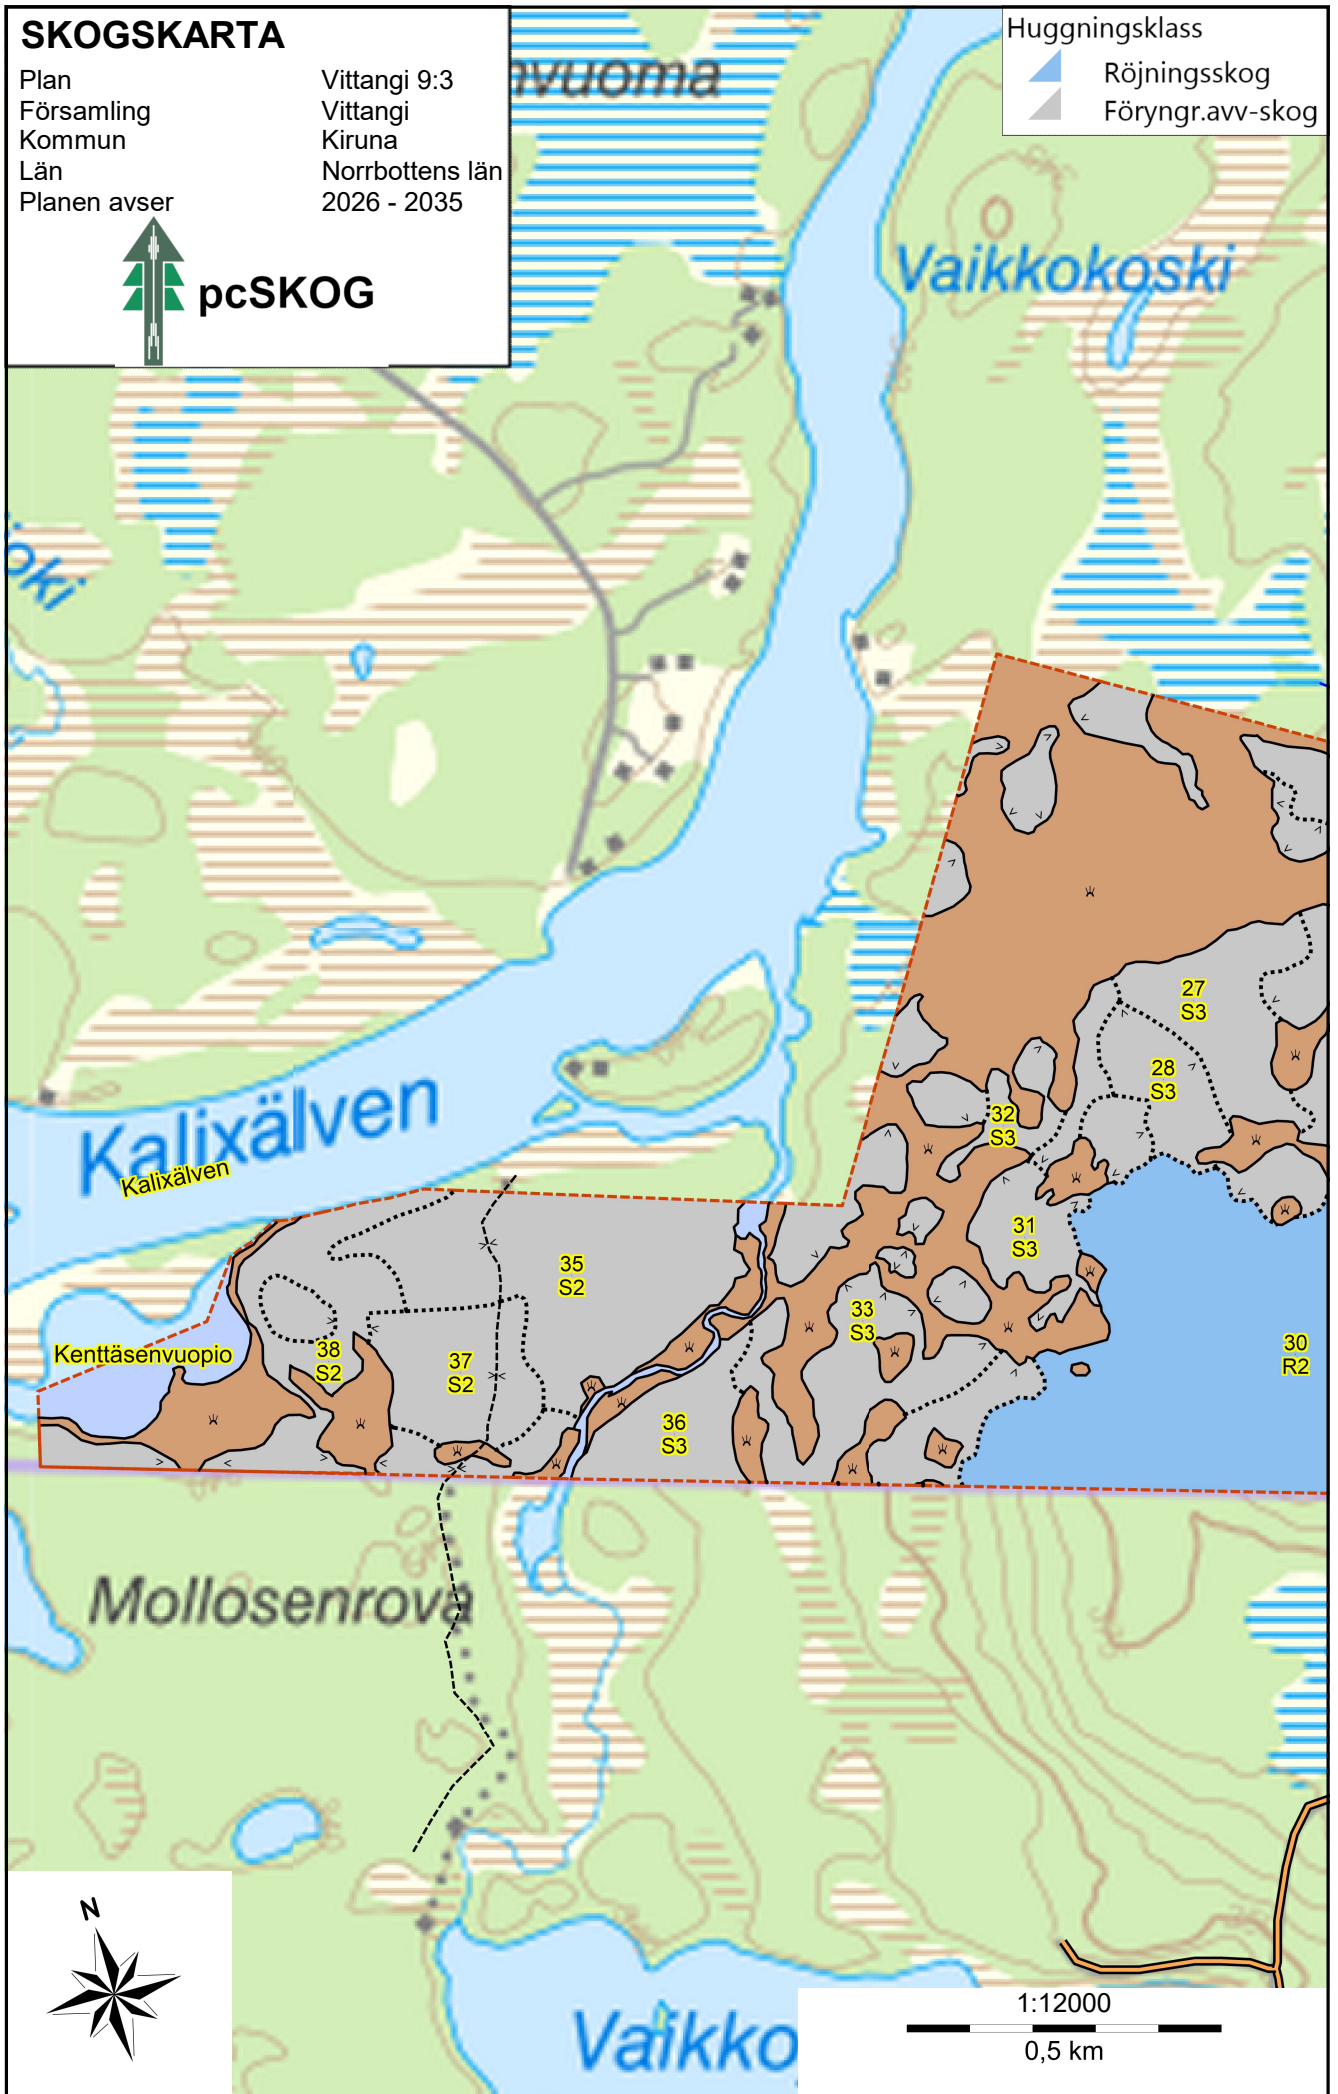 SKOGSKARTA
Plan Vittangi 9:3
Församling Vittangi
Kommun Kiruna
Län Norrbottens län
Planen avser 2026 - 2035
pcSKOG
Huggningsklass
Röjningsskog
Föryngr.avv-skog
Vaikkokoski
Kalixälven
Kalixälven
Kenttäsenvuopio
27
S3
28
S3
32
S3
31
S3
33
S3
30
R2
35
S2
38
S2
37
S2
36
S3
Mollosenrova
N
Vaikko
1:12000
0,5 km